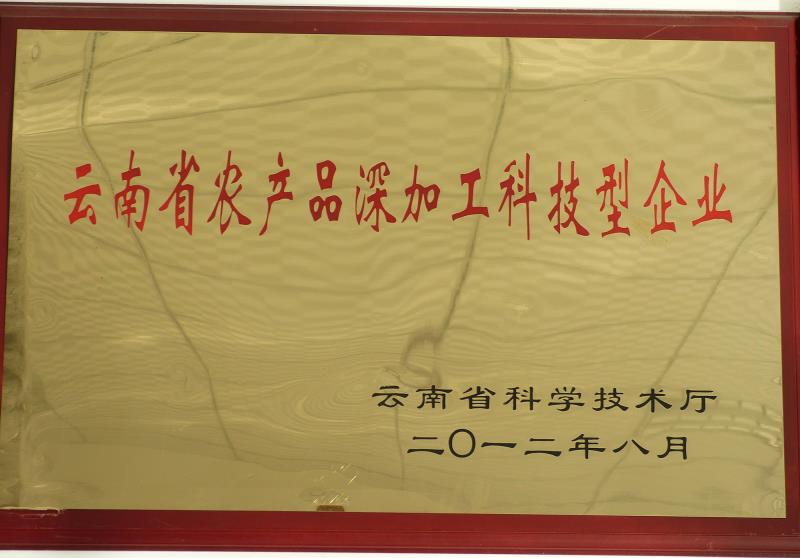 云南省农产品深加工科技型企业
云南省科学技术厅
二〇一二年八月